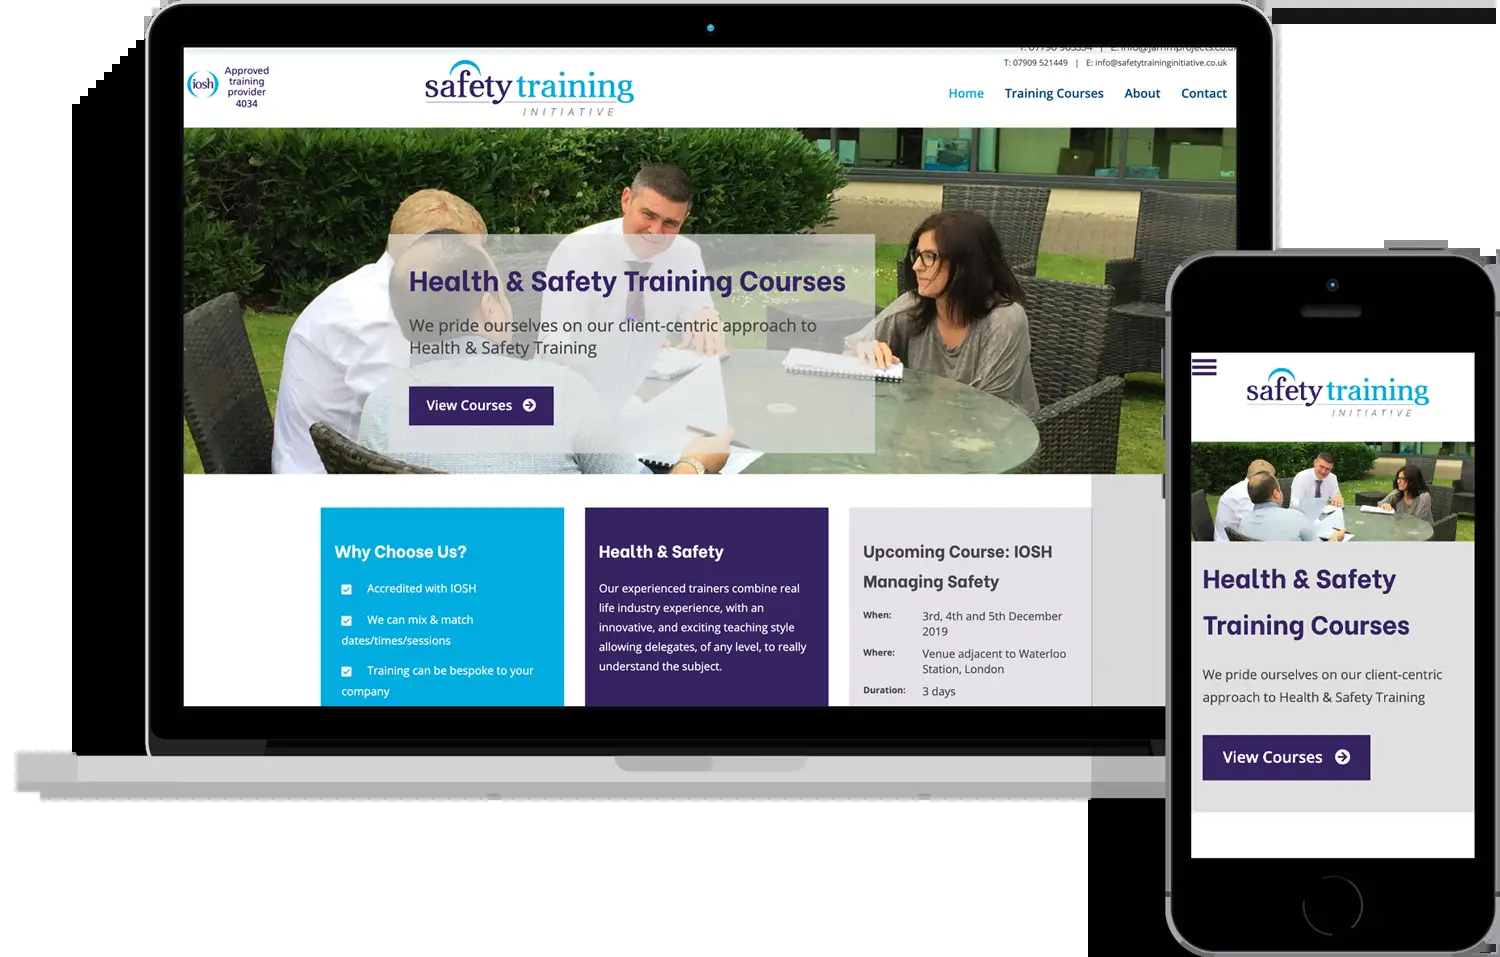 T: 07909 521449 | E: info@safetytraininginitiative.co.uk
iosh
Approved
training
provider
4034
safetytraining
INITIATIVE
Home Training Courses About Contact
Health & Safety Training Courses
We pride ourselves on our client-centric approach to
Health & Safety Training
View Courses
Why Choose Us?
Accredited with IOSH
We can mix & match
dates/times/sessions
Training can be bespoke to your
company
Health & Safety
Our experienced trainers combine real
life industry experience, with an
innovative, and exciting teaching style
allowing delegates, of any level, to really
understand the subject.
Upcoming Course: IOSH
Managing Safety
When: 3rd, 4th and 5th December
2019
Where: Venue adjacent to Waterloo
Station, London
Duration: 3 days
safetytraining
INITIATIVE
Health & Safety
Training Courses
We pride ourselves on our client-centric
approach to Health & Safety Training
View Courses